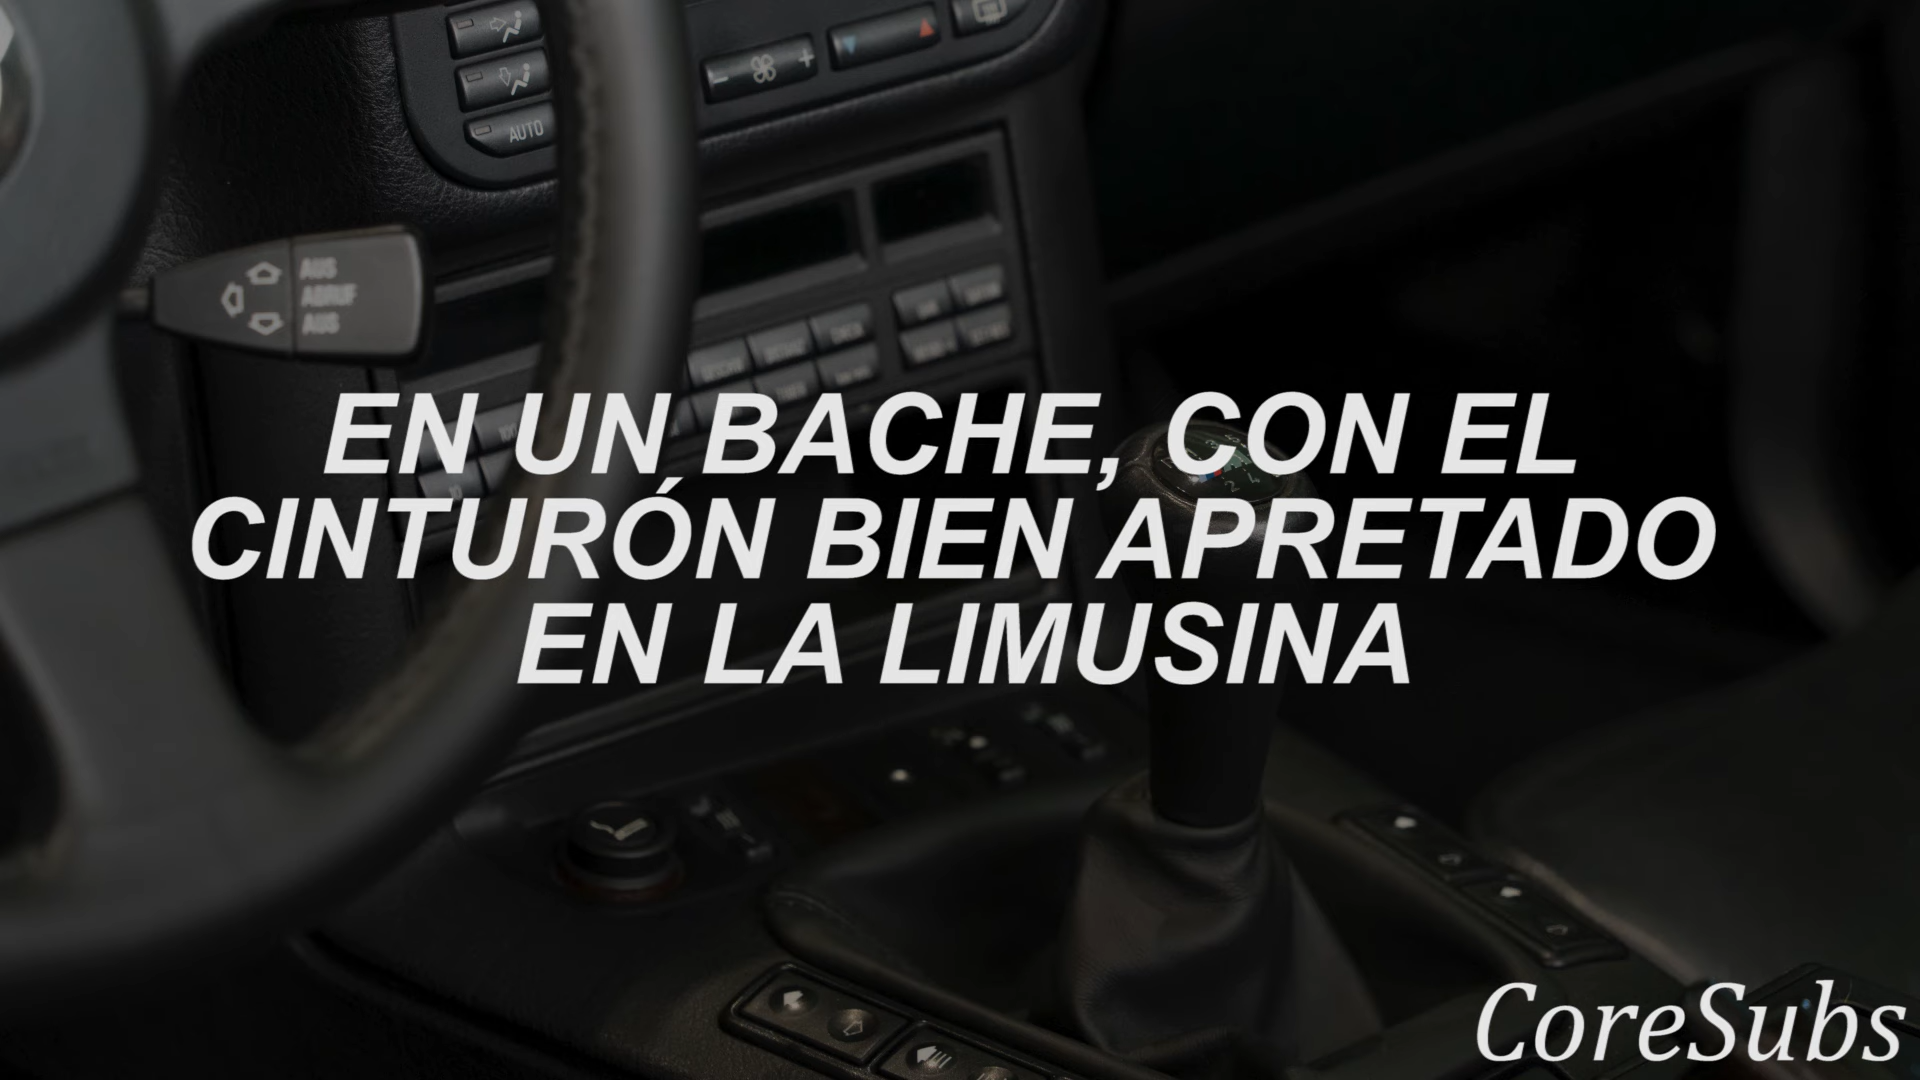 AUTO
AUS
ABRUF
AUS
EN UN BACHE, CON EL
CINTURÓN BIEN APRETADO
EN LA LIMUSINA
CoreSubs